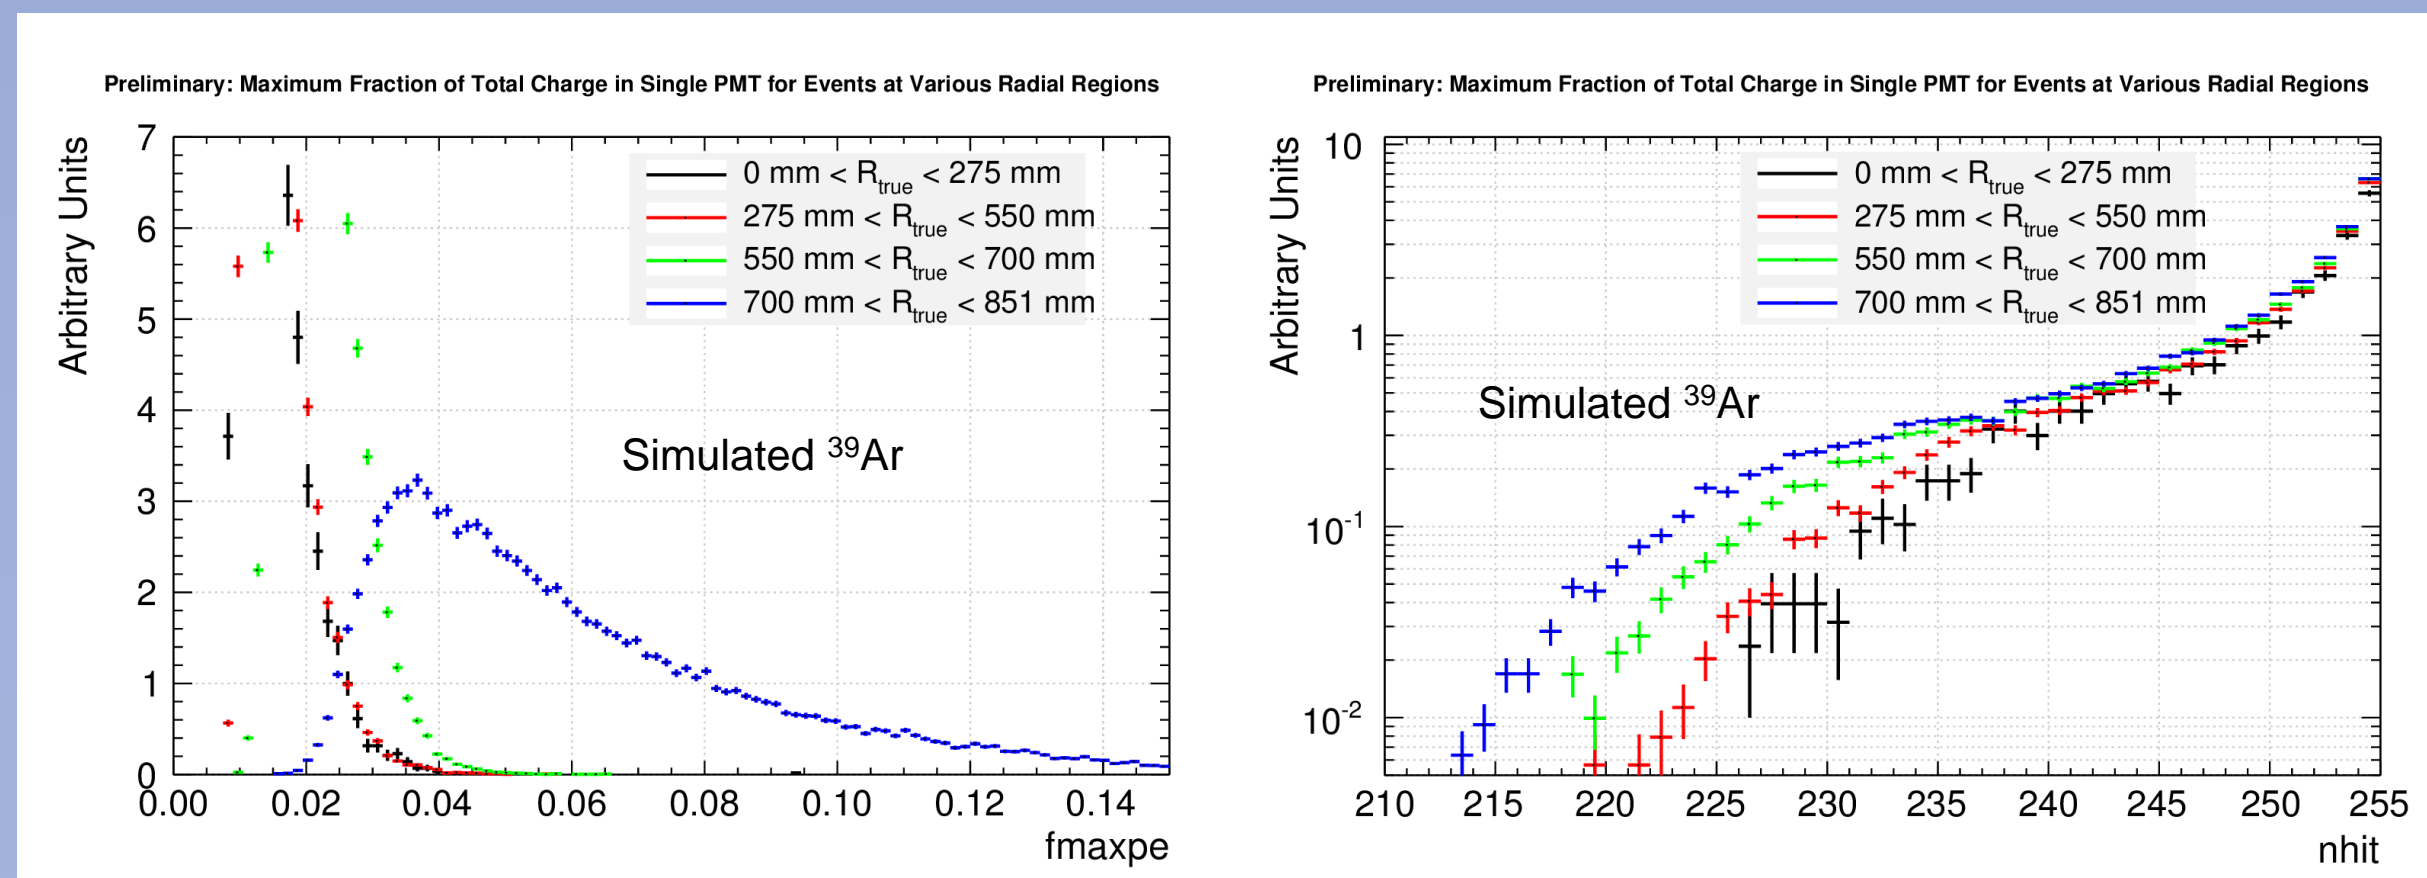 Preliminary: Maximum Fraction of Total Charge in Single PMT for Events at Various Radial Regions
Arbitrary Units
7
6
5
4
3
2
1
0
0 mm < R_true < 275 mm
275 mm < R_true < 550 mm
550 mm < R_true < 700 mm
700 mm < R_true < 851 mm
Simulated ³⁹Ar
0.00 0.02 0.04 0.06 0.08 0.10 0.12 0.14
fmaxpe
Preliminary: Maximum Fraction of Total Charge in Single PMT for Events at Various Radial Regions
Arbitrary Units
10
1
10⁻¹
10⁻²
0 mm < R_true < 275 mm
275 mm < R_true < 550 mm
550 mm < R_true < 700 mm
700 mm < R_true < 851 mm
Simulated ³⁹Ar
210 215 220 225 230 235 240 245 250 255
nhit